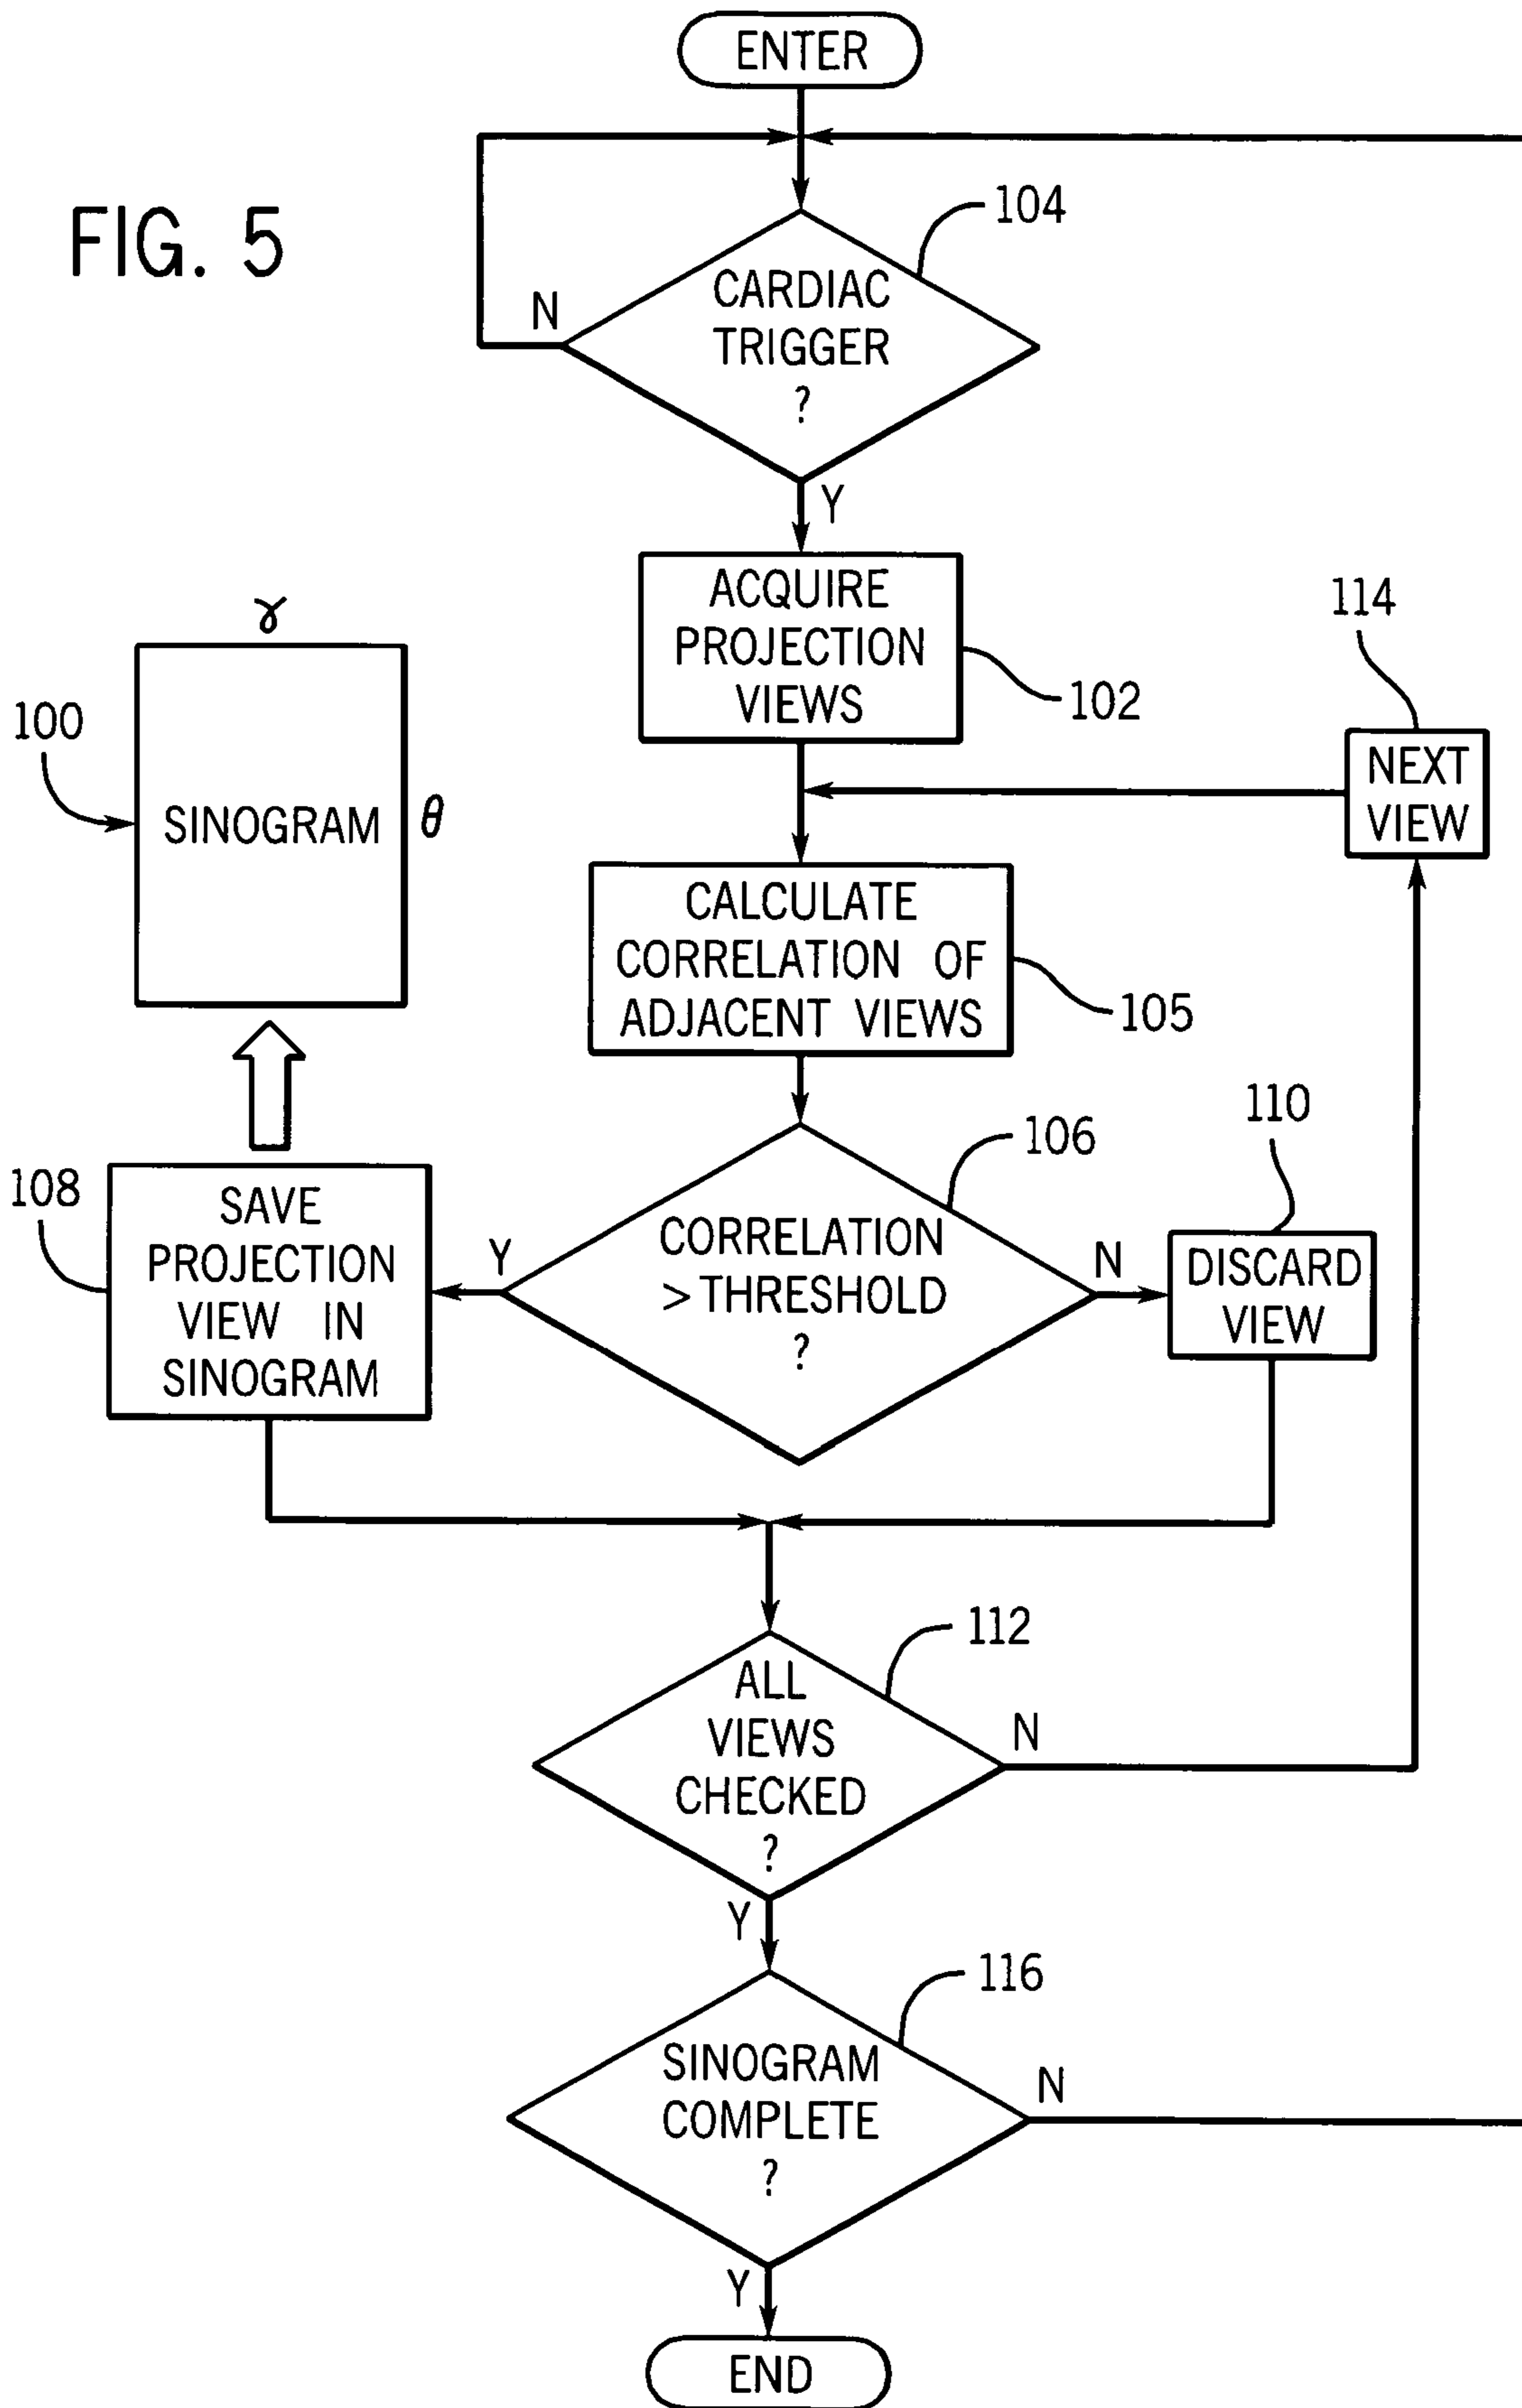 ENTER
FIG. 5
104
CARDIAC
TRIGGER
?
N
Y
ACQUIRE
PROJECTION
VIEWS
102
114
NEXT
VIEW
γ
100
SINOGRAM
θ
CALCULATE
CORRELATION OF
ADJACENT VIEWS
105
106
110
108
SAVE
PROJECTION
VIEW IN
SINOGRAM
Y
CORRELATION
> THRESHOLD
?
N
DISCARD
VIEW
112
ALL
VIEWS
CHECKED
?
N
Y
116
SINOGRAM
COMPLETE
?
N
Y
END